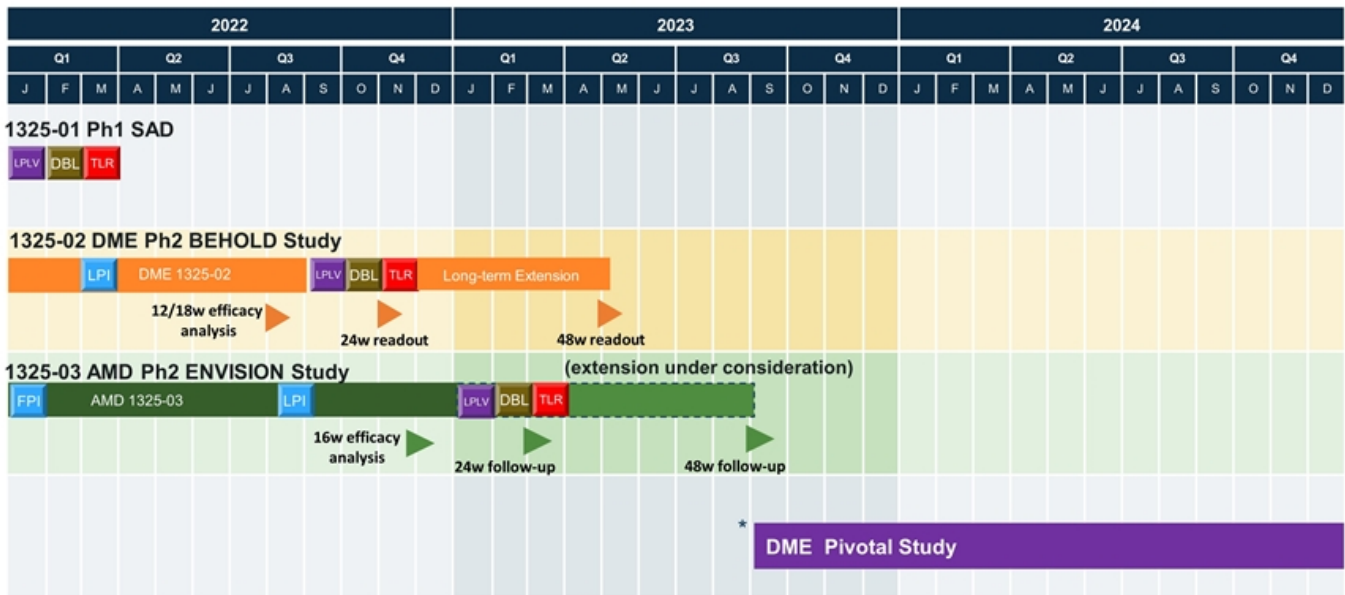 2022 2023 2024
Q1 Q2 Q3 Q4 Q1 Q2 Q3 Q4 Q1 Q2 Q3 Q4
J F M A M J J A S O N D J F M A M J J A S O N D J F M A M J J A S O N D
1325-01 Ph1 SAD
LPLV DBL TLR
1325-02 DME Ph2 BEHOLD Study
LPI DME 1325-02 LPLV DBL TLR Long-term Extension
12/18w efficacy
analysis
24w readout
48w readout
1325-03 AMD Ph2 ENVISION Study
(extension under consideration)
FPI AMD 1325-03 LPI LPLV DBL TLR
16w efficacy
analysis
24w follow-up
48w follow-up
*
DME Pivotal Study